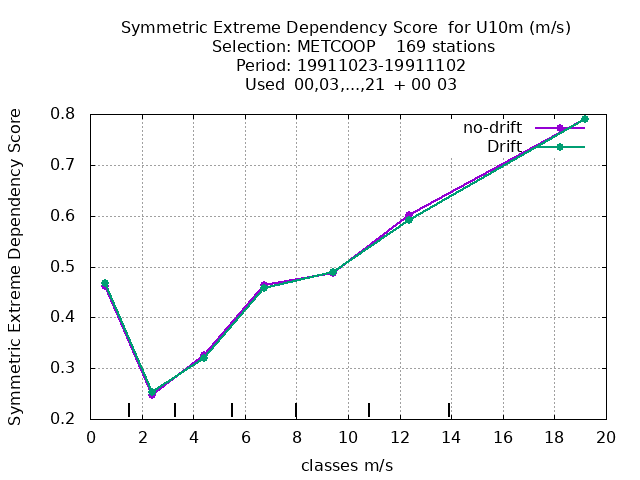 Symmetric Extreme Dependency Score for U10m (m/s)
Selection: METCOOP 169 stations
Period: 19911023-19911102
Used 00,03,...,21 + 00 03
Symmetric Extreme Dependency Score
0.8
0.7
0.6
0.5
0.4
0.3
0.2
no-drift
Drift
0 2 4 6 8 10 12 14 16 18 20
classes m/s